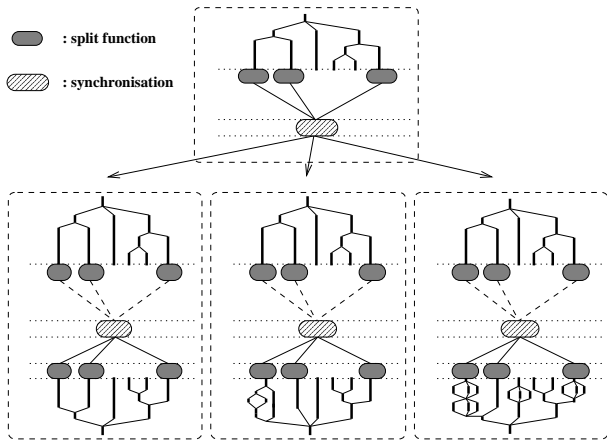 : split function
: synchronisation